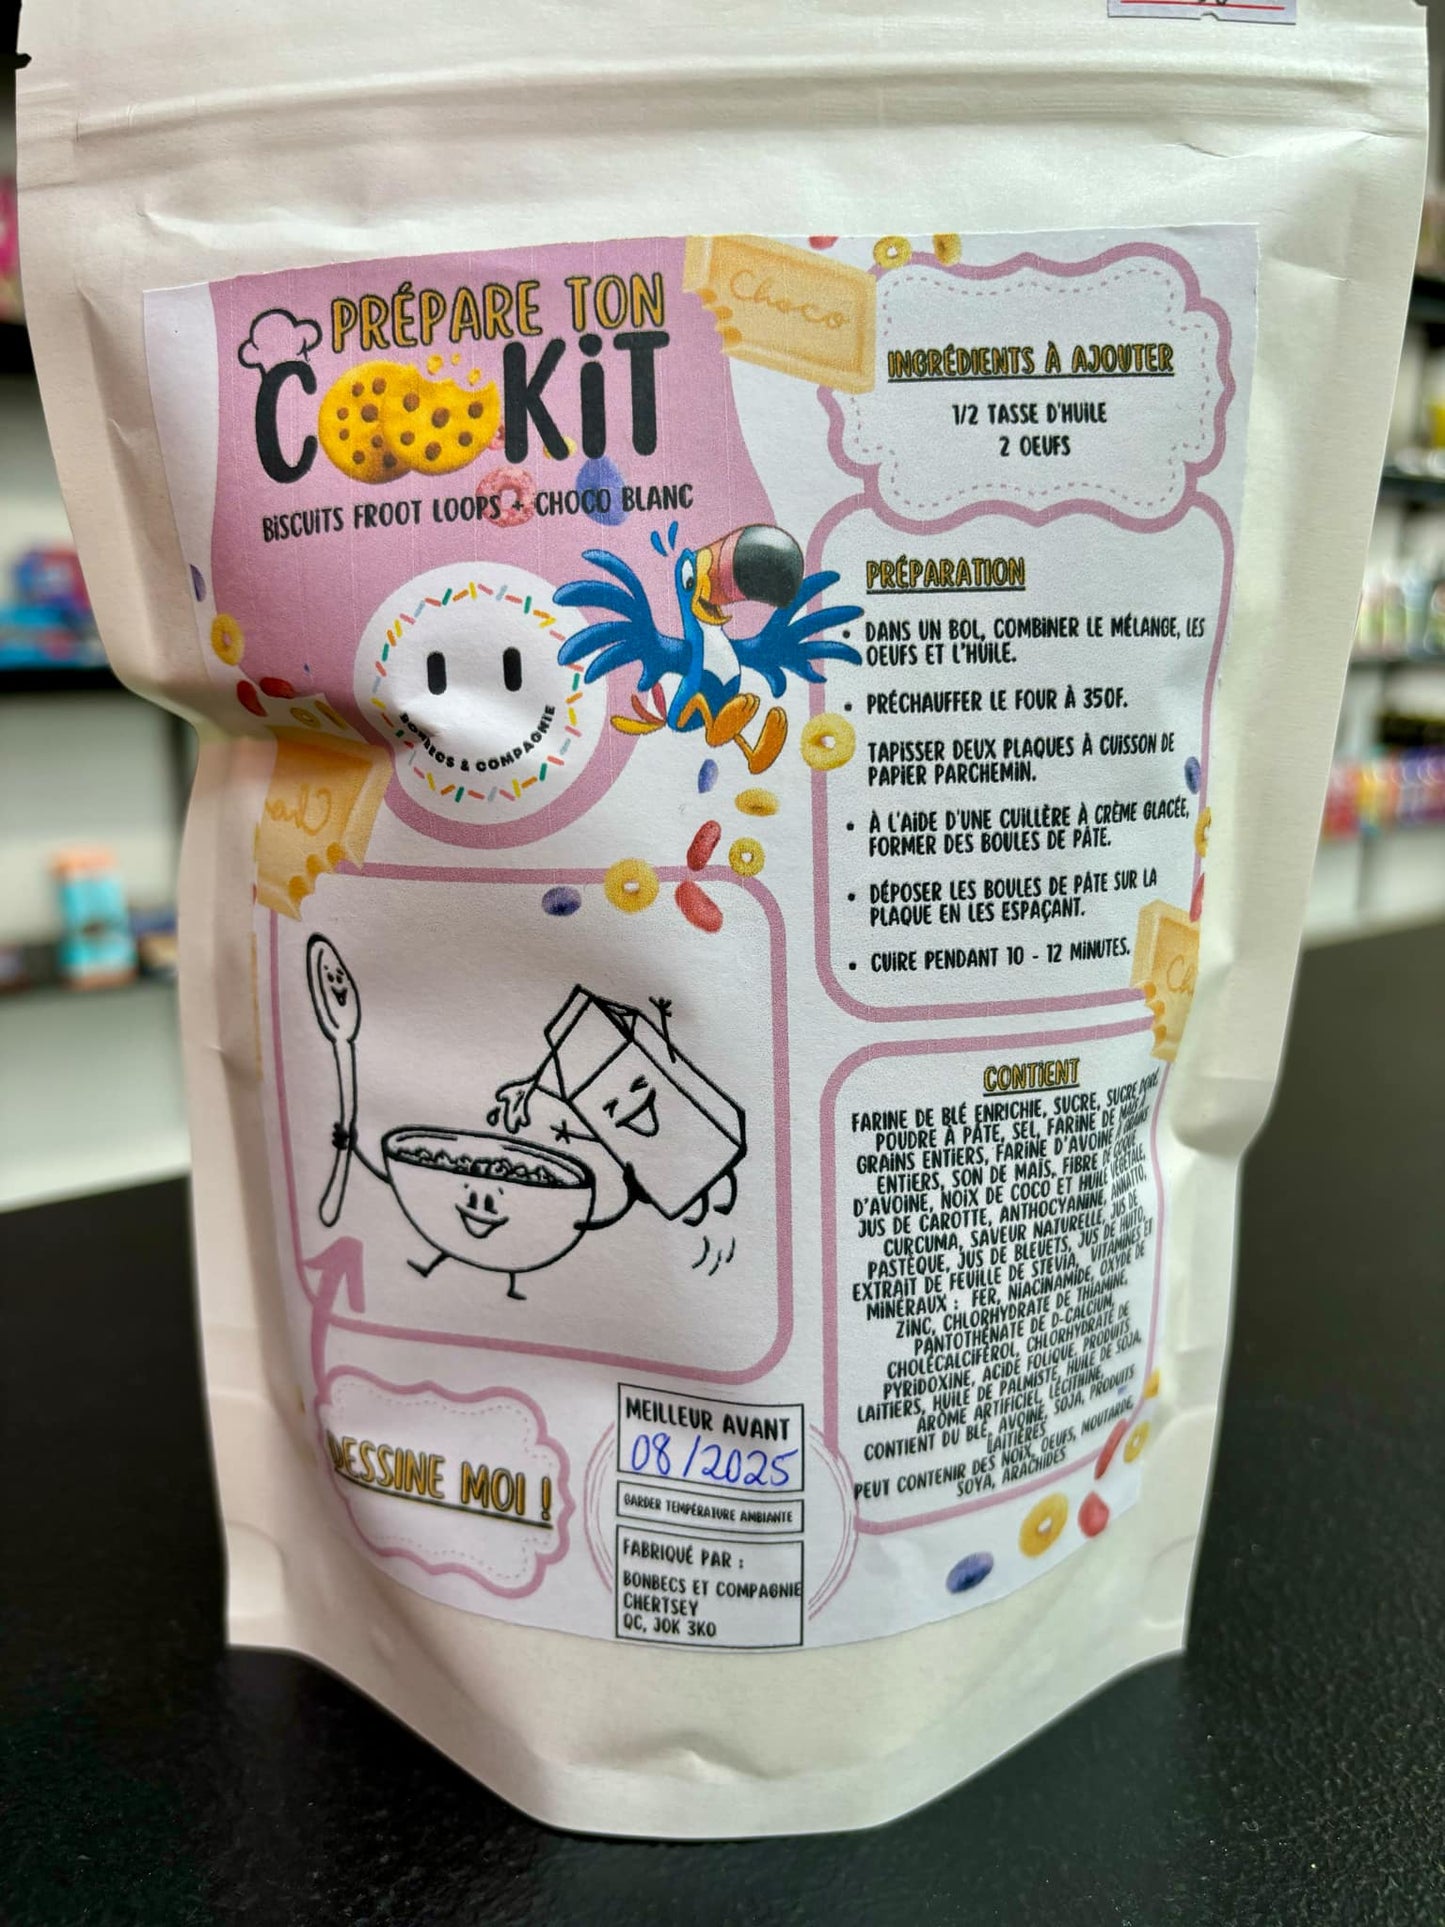 PRÉPARE TON
COOKIT
BISCUITS FROOT LOOPS + CHOCO BLANC
BONBECS & COMPAGNIE
Choco
INGRÉDIENTS À AJOUTER
1/2 TASSE D'HUILE
2 OEUFS
PRÉPARATION
• DANS UN BOL, COMBINER LE MÉLANGE, LES
OEUFS ET L'HUILE.
• PRÉCHAUFFER LE FOUR À 350F.
TAPISSER DEUX PLAQUES À CUISSON DE
PAPIER PARCHEMIN.
• À L'AIDE D'UNE CUILLÈRE À CRÈME GLACÉE,
FORMER DES BOULES DE PÂTE.
• DÉPOSER LES BOULES DE PÂTE SUR LA
PLAQUE EN LES ESPAÇANT.
• CUIRE PENDANT 10 - 12 MINUTES.
CONTIENT
FARINE DE BLÉ ENRICHIE, SUCRE, SUCRE DORÉ,
POUDRE À PÂTE, SEL, FARINE DE MAÏS À
GRAINS ENTIERS, FARINE D'AVOINE À GRAINS
ENTIERS, SON DE MAÏS, FIBRE DE COQUE
D'AVOINE, NOIX DE COCO ET HUILE VÉGÉTALE,
JUS DE CAROTTE, ANTHOCYANINE, ANNATTO,
CURCUMA, SAVEUR NATURELLE, JUS DE
PASTÈQUE, JUS DE BLEUETS, JUS DE HUITO,
EXTRAIT DE FEUILLE DE STEVIA, VITAMINES ET
MINÉRAUX : FER, NIACINAMIDE, OXYDE DE
ZINC, CHLORHYDRATE DE THIAMINE,
PANTOTHÉNATE DE D-CALCIUM,
CHOLÉCALCIFÉROL, CHLORHYDRATE DE
PYRIDOXINE, ACIDE FOLIQUE, PRODUITS
LAITIERS, HUILE DE PALMISTE, HUILE DE SOJA,
ARÔME ARTIFICIEL, LÉCITHINE,
CONTIENT DU BLÉ, AVOINE, SOJA, PRODUITS
LAITIÈRES
PEUT CONTENIR DES NOIX, OEUFS, MOUTARDE,
SOYA, ARACHIDES
DESSINE MOI !
MEILLEUR AVANT
08/2025
GARDER TEMPÉRATURE AMBIANTE
FABRIQUÉ PAR :
BONBECS ET COMPAGNIE
CHERTSEY
QC, J0K 3K0